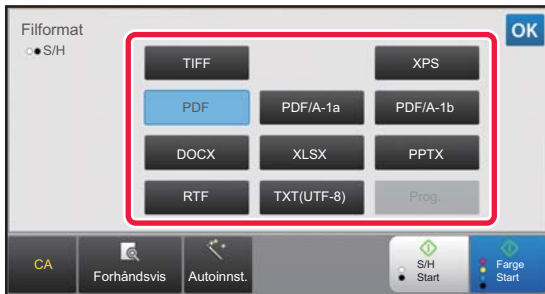 Filformat
OK
S/H
TIFF XPS
PDF PDF/A-1a PDF/A-1b
DOCX XLSX PPTX
RTF TXT(UTF-8) Prog.
CA Forhåndsvis Autoinnst. S/H Start Farge Start